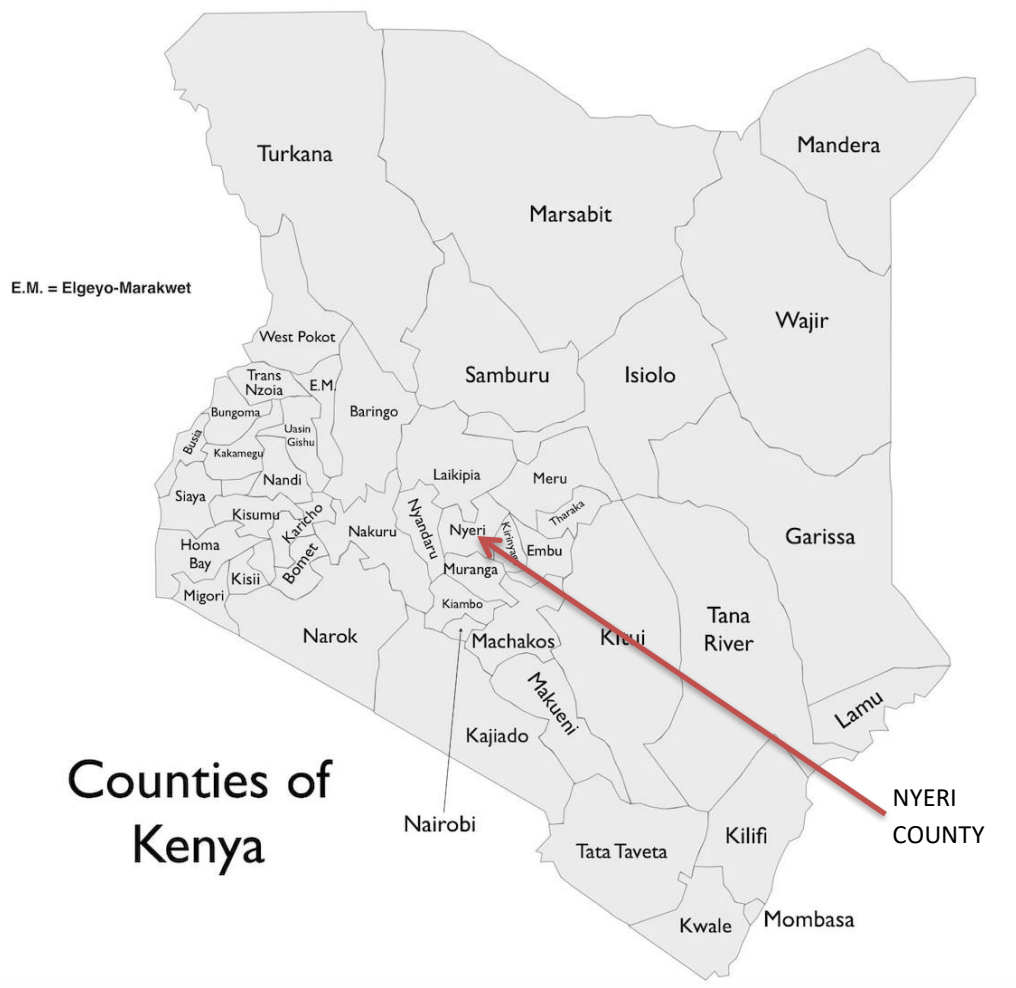 Turkana
Mandera
Marsabit
E.M. = Elgeyo-Marakwet
Wajir
West Pokot
Samburu
Isiolo
Trans
Nzoia
E.M.
Bungoma
Baringo
Busia
Uasin
Gishu
Kakamegu
Laikipia
Meru
Nandi
Siaya
Kisumu
Karicho
Nakuru
Nyandaru
Nyeri
Kirinyaga
Tharaka
Embu
Garissa
Homa
Bay
Bomet
Kisii
Muranga
Migori
Kiambo
Narok
Machakos
Kitui
Tana
River
Makueni
Lamu
Kajiado
Counties of
Kenya
Nairobi
NYERI
COUNTY
Kilifi
Tata Taveta
Kwale
Mombasa